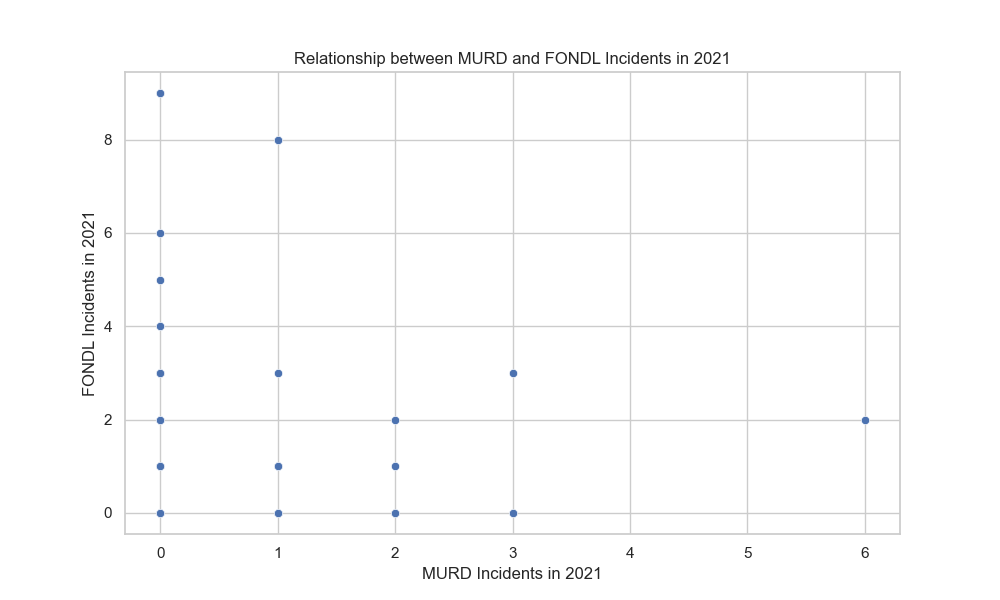 Relationship between MURD and FONDL Incidents in 2021
FONDL Incidents in 2021
8
6
4
2
0
0 1 2 3 4 5 6
MURD Incidents in 2021